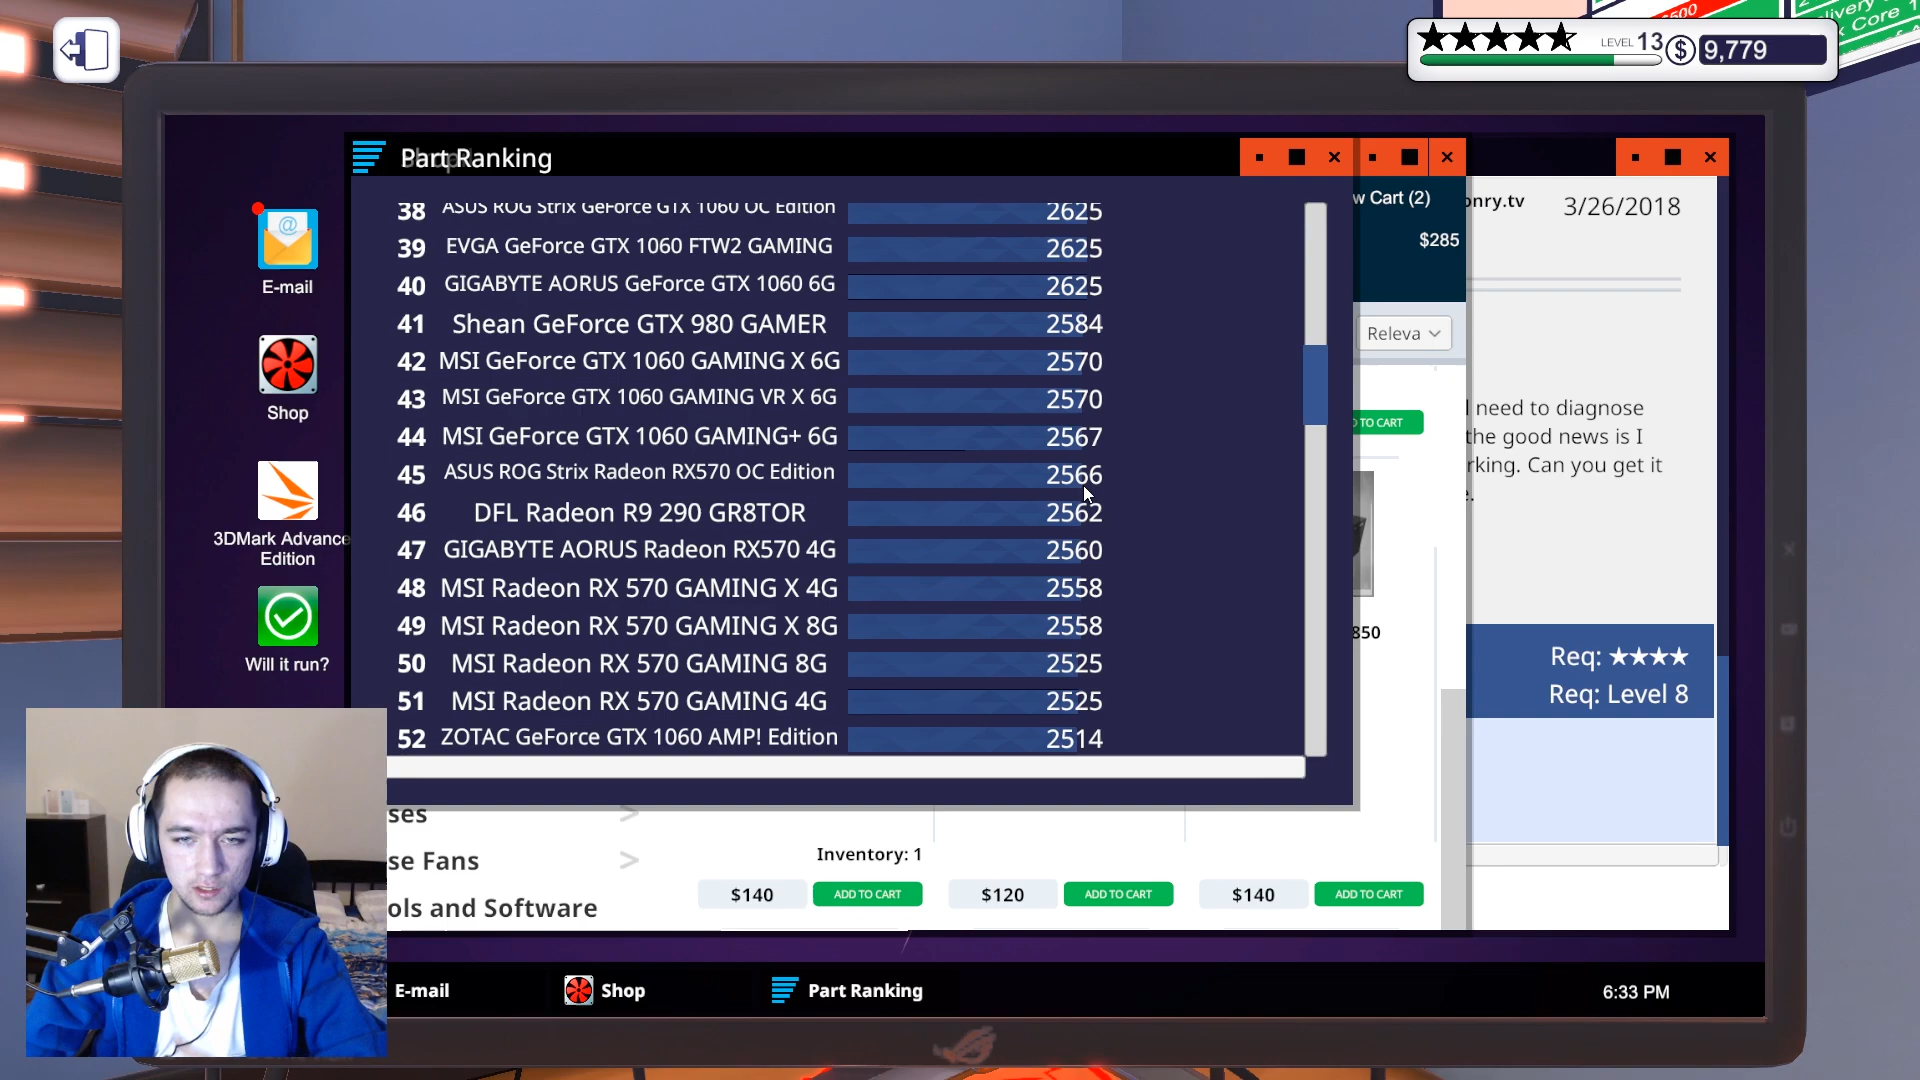 $500
livery
Core 1
LEVEL 13 $ 9,779
Part Ranking
w Cart (2)
$285
onry.tv 3/26/2018
E-mail
Shop
3DMark Advance
Edition
Will it run?
38 ASUS ROG Strix GeForce GTX 1060 OC Edition 2625
39 EVGA GeForce GTX 1060 FTW2 GAMING 2625
40 GIGABYTE AORUS GeForce GTX 1060 6G 2625
41 Shean GeForce GTX 980 GAMER 2584
42 MSI GeForce GTX 1060 GAMING X 6G 2570
43 MSI GeForce GTX 1060 GAMING VR X 6G 2570
44 MSI GeForce GTX 1060 GAMING+ 6G 2567
45 ASUS ROG Strix Radeon RX570 OC Edition 2566
46 DFL Radeon R9 290 GR8TOR 2562
47 GIGABYTE AORUS Radeon RX570 4G 2560
48 MSI Radeon RX 570 GAMING X 4G 2558
49 MSI Radeon RX 570 GAMING X 8G 2558
50 MSI Radeon RX 570 GAMING 8G 2525
51 MSI Radeon RX 570 GAMING 4G 2525
52 ZOTAC GeForce GTX 1060 AMP! Edition 2514
Releva
D TO CART
850
I need to diagnose
the good news is I
rking. Can you get it
e.
Req: ★★★★
Req: Level 8
ses >
se Fans >
ols and Software
Inventory: 1
$140 ADD TO CART $120 ADD TO CART $140 ADD TO CART
E-mail Shop Part Ranking 6:33 PM